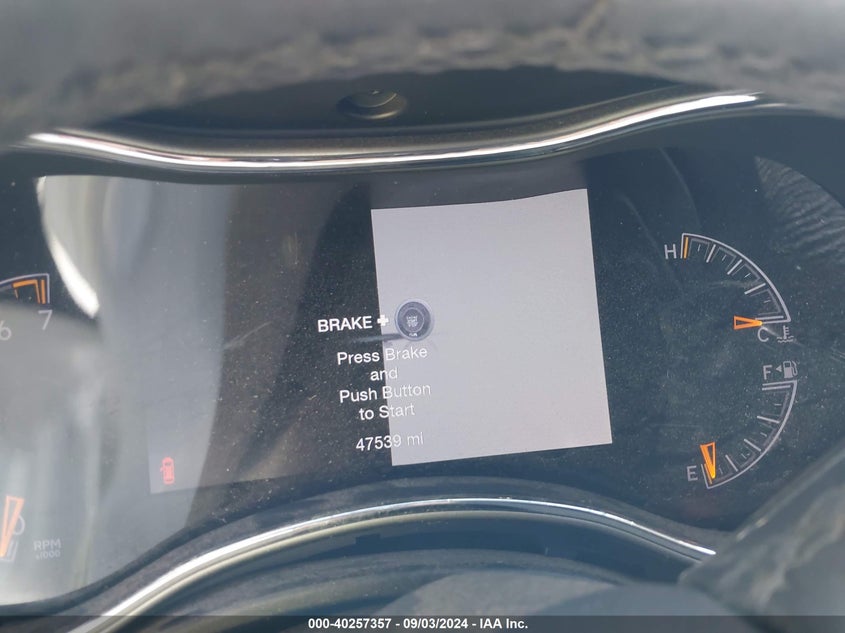 H
6 7
BRAKE +
C
Press Brake
and
F
Push Button
to Start
47539 mi
E
RPM
x1000
000-40257357 - 09/03/2024 - IAA Inc.